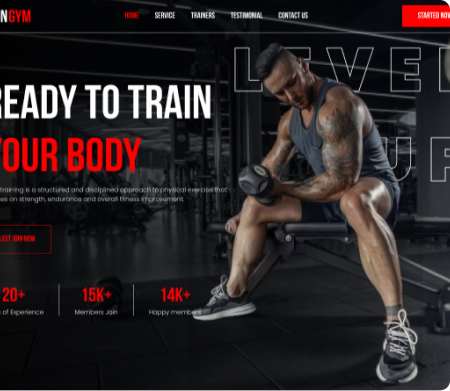 NGYM
HOME SERVICE TRAINERS TESTIMONIAL CONTACT US
STARTED NOW
LEVEL
UP
READY TO TRAIN
YOUR BODY
training is a structured and disciplined approach to physical exercise that
es on strength, endurance and overall fitness improvement.
JOIN NOW
20+ 15K+ 14K+
of Experience Members Join Happy members